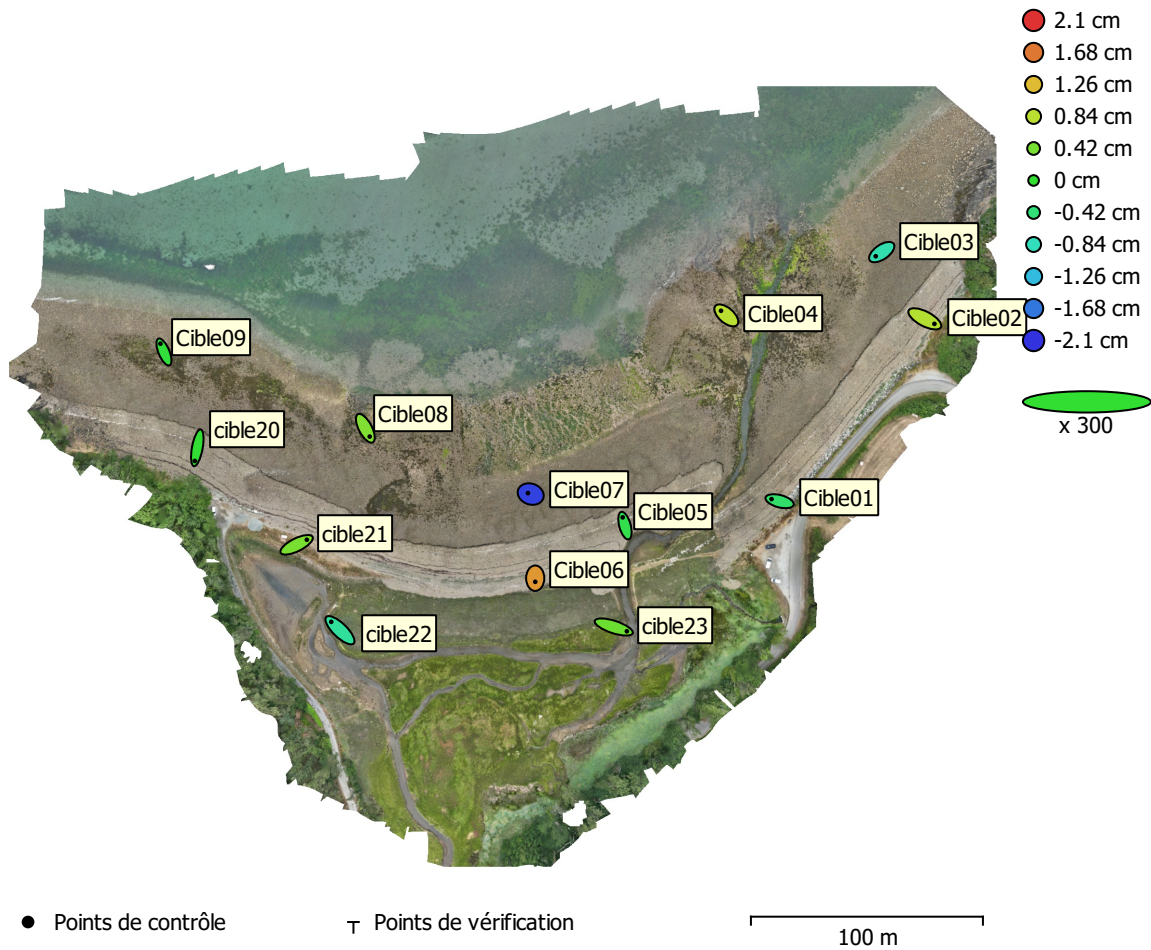 2.1 cm
1.68 cm
1.26 cm
0.84 cm
0.42 cm
0 cm
-0.42 cm
-0.84 cm
-1.26 cm
-1.68 cm
-2.1 cm
x 300
Cible03
Cible04
Cible02
Cible09
Cible08
cible20
Cible07
Cible01
Cible05
cible21
Cible06
cible22
cible23
Points de contrôle
Points de vérification
100 m